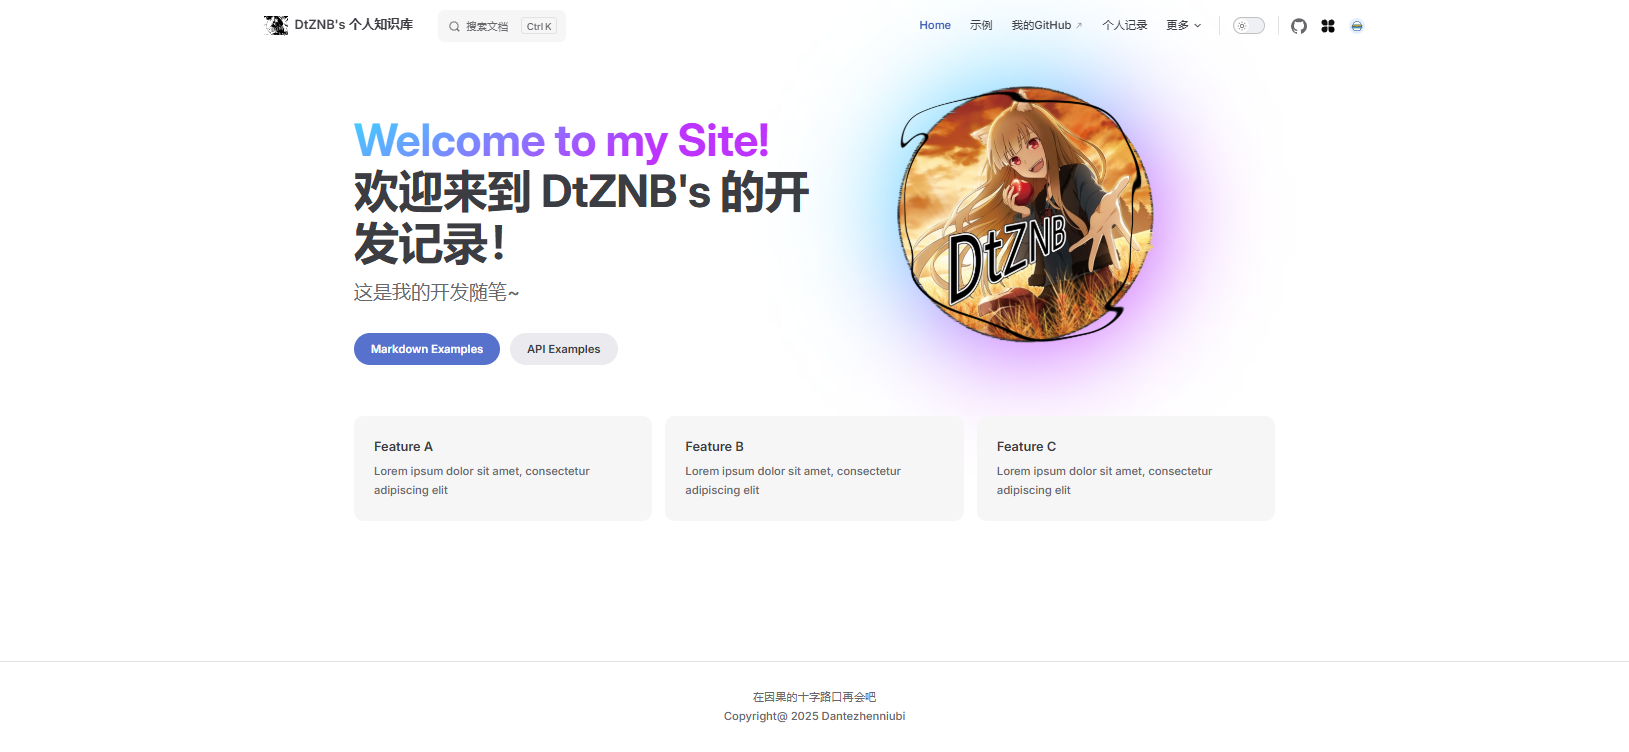 DtZNB's 个人知识库
搜索文档 Ctrl K
Home 示例 我的GitHub 个人记录 更多
Welcome to my Site!
欢迎来到 DtZNB's 的开
发记录！
这是我的开发随笔~
Markdown Examples API Examples
DtZNB
Feature A
Lorem ipsum dolor sit amet, consectetur
adipiscing elit
Feature B
Lorem ipsum dolor sit amet, consectetur
adipiscing elit
Feature C
Lorem ipsum dolor sit amet, consectetur
adipiscing elit
在因果的十字路口再会吧
Copyright@ 2025 Dantezhenniubi